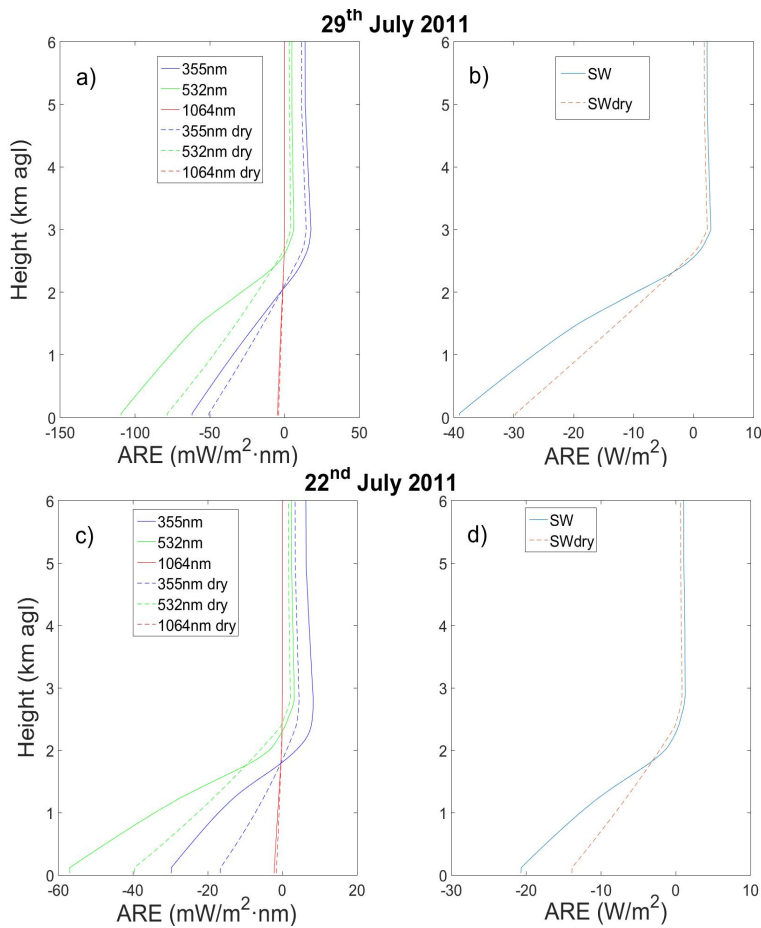 29th July 2011
a)
355nm
532nm
1064nm
355nm dry
532nm dry
1064nm dry
Height (km agl)
6
5
4
3
2
1
0
-150 -100 -50 0 50
ARE (mW/m2·nm)
b)
SW
SWdry
6
5
4
3
2
1
0
-40 -30 -20 -10 0 10
ARE (W/m2)
22nd July 2011
c)
355nm
532nm
1064nm
355nm dry
532nm dry
1064nm dry
Height (km agl)
6
5
4
3
2
1
0
-60 -40 -20 0 20
ARE (mW/m2·nm)
d)
SW
SWdry
6
5
4
3
2
1
0
-30 -20 -10 0 10
ARE (W/m2)